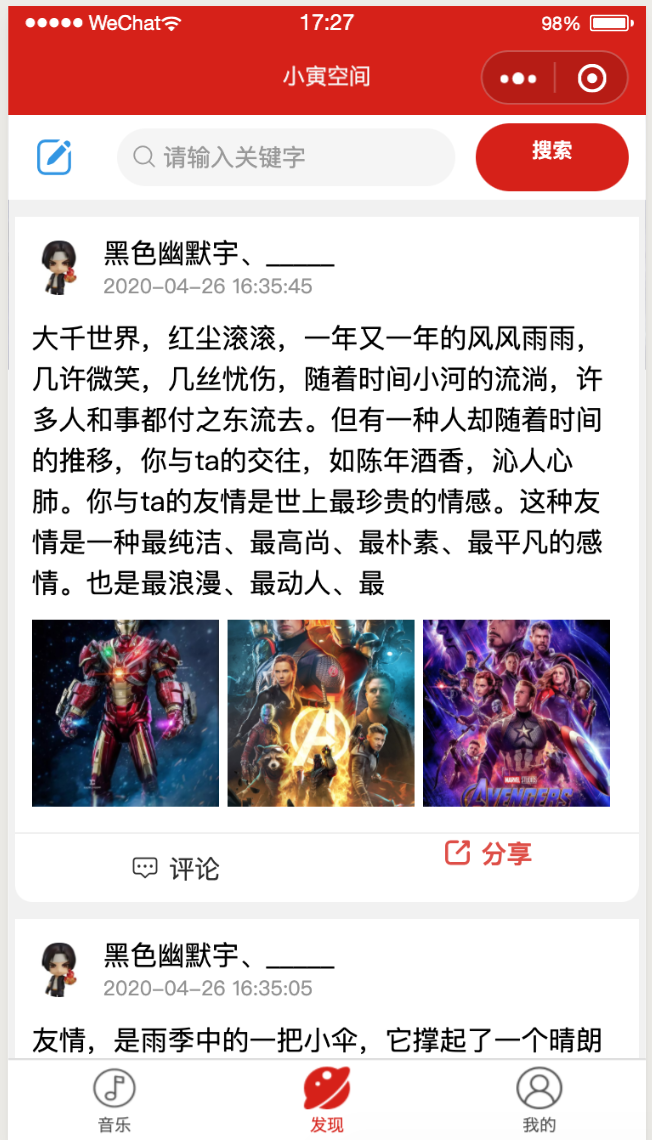 WeChat
17:27
98%
小寅空间
请输入关键字
搜索
黑色幽默宇、_____
2020-04-26 16:35:45
大千世界，红尘滚滚，一年又一年的风风雨雨，
几许微笑，几丝忧伤，随着时间小河的流淌，许
多人和事都付之东流去。但有一种人却随着时间
的推移，你与ta的交往，如陈年酒香，沁人心
肺。你与ta的友情是世上最珍贵的情感。这种友
情是一种最纯洁、最高尚、最朴素、最平凡的感
情。也是最浪漫、最动人、最
MARVEL STUDIOS
AVENGERS
评论
分享
黑色幽默宇、_____
2020-04-26 16:35:05
友情，是雨季中的一把小伞，它撑起了一个晴朗
音乐
发现
我的